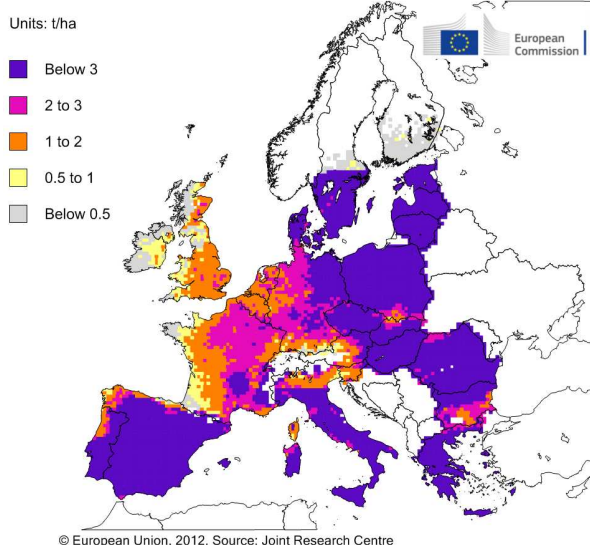 Units: t/ha
European
Commission
Below 3
2 to 3
1 to 2
0.5 to 1
Below 0.5
© European Union, 2012. Source: Joint Research Centre